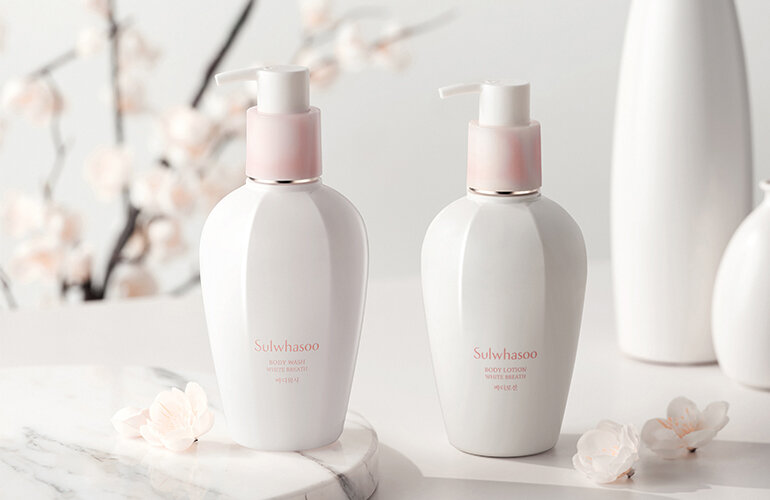 Sulwhasoo
BODY WASH
WHITE BREATH
바디워시
Sulwhasoo
BODY LOTION
WHITE BREATH
바디로션